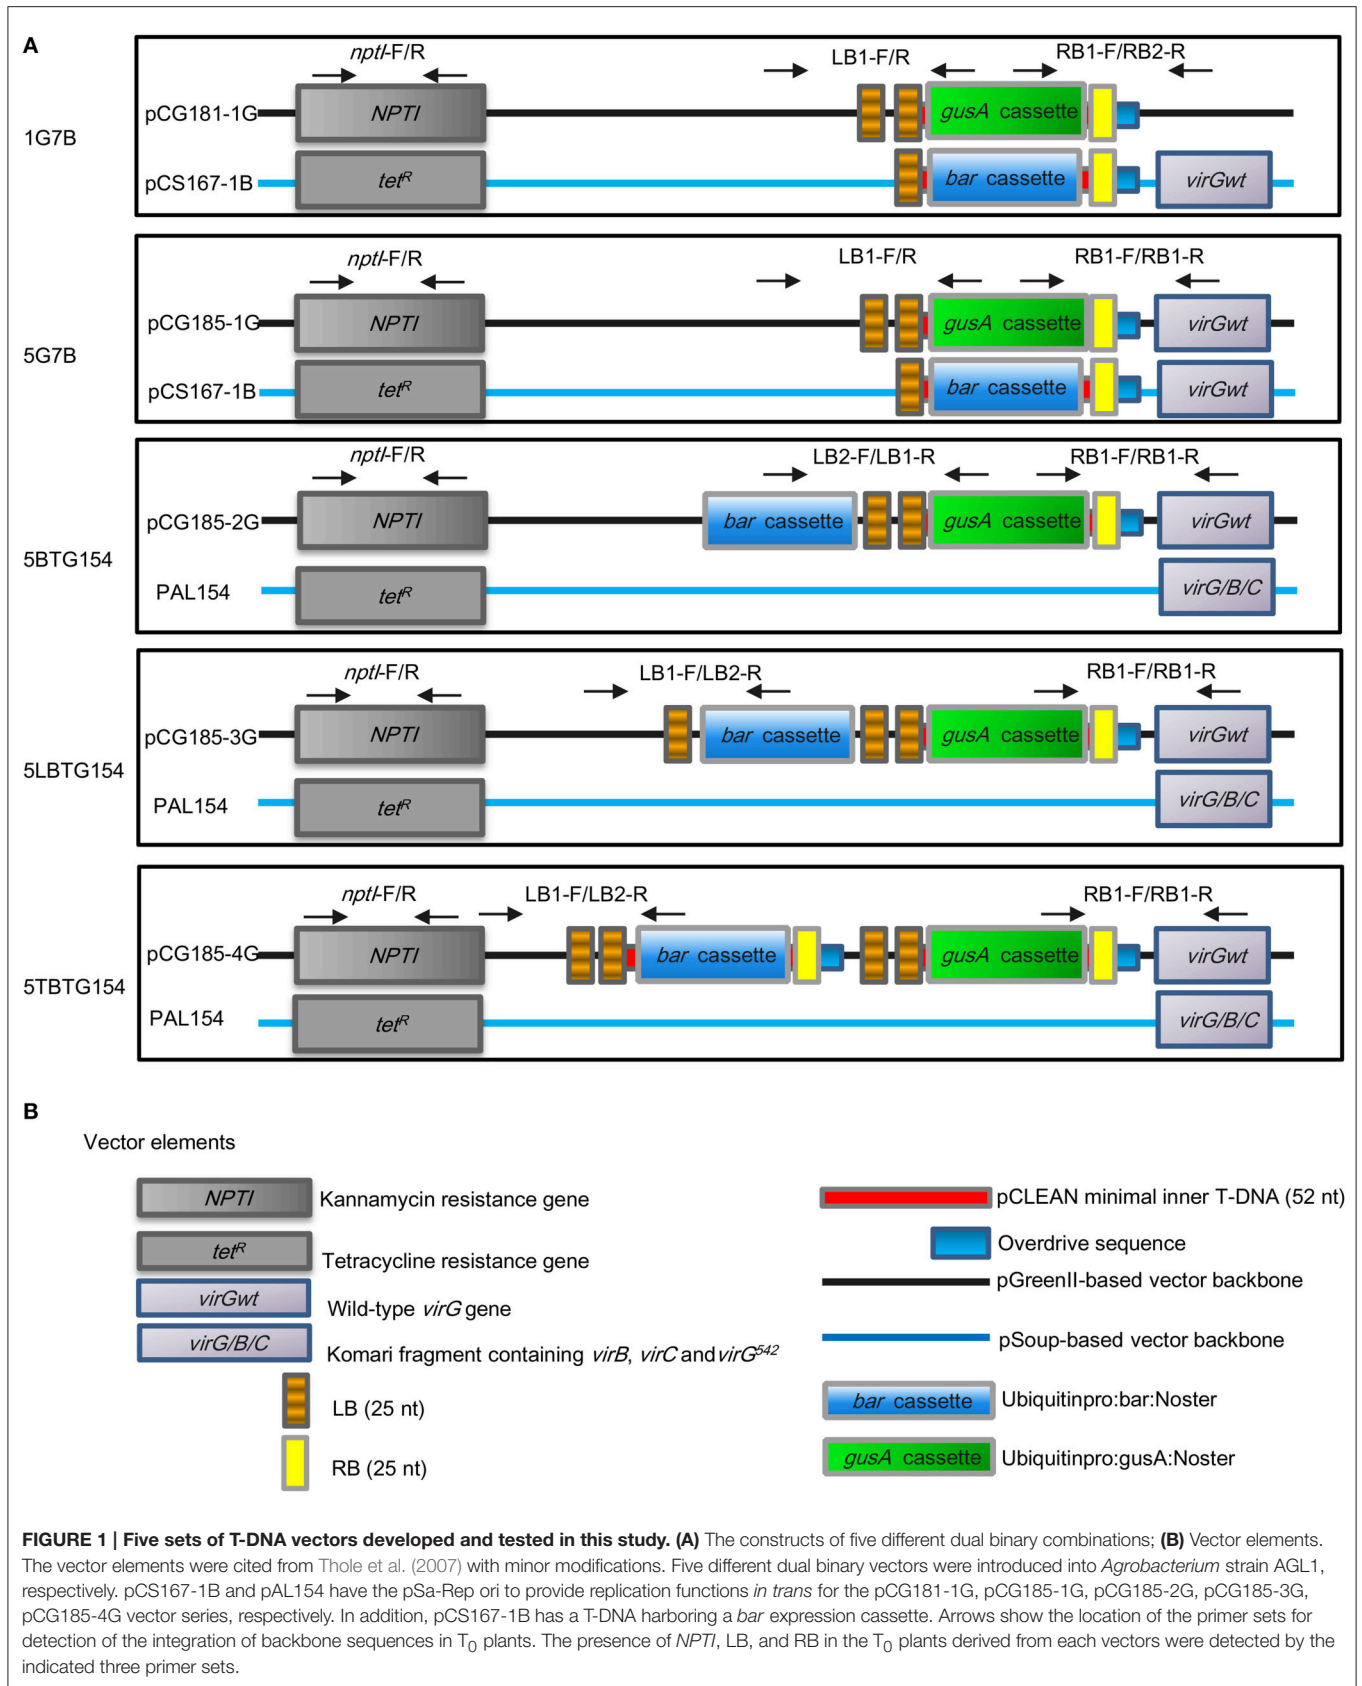 A
nptI-F/R
LB1-F/R
RB1-F/RB2-R
1G7B
pCG181-1G
NPTI
gusA cassette
pCS167-1B
tetR
bar cassette
virGwt
nptI-F/R
LB1-F/R
RB1-F/RB1-R
5G7B
pCG185-1G
NPTI
gusA cassette
virGwt
pCS167-1B
tetR
bar cassette
virGwt
nptI-F/R
LB2-F/LB1-R
RB1-F/RB1-R
5BTG154
pCG185-2G
NPTI
bar cassette
gusA cassette
virGwt
PAL154
tetR
virG/B/C
nptI-F/R
LB1-F/LB2-R
RB1-F/RB1-R
5LBTG154
pCG185-3G
NPTI
bar cassette
gusA cassette
virGwt
PAL154
tetR
virG/B/C
nptI-F/R
LB1-F/LB2-R
RB1-F/RB1-R
5TBTG154
pCG185-4G
NPTI
bar cassette
gusA cassette
virGwt
PAL154
tetR
virG/B/C
B
Vector elements
NPTI Kannamycin resistance gene
tetR Tetracycline resistance gene
virGwt Wild-type virG gene
virG/B/C Komari fragment containing virB, virC and virG542
LB (25 nt)
RB (25 nt)
pCLEAN minimal inner T-DNA (52 nt)
Overdrive sequence
pGreenII-based vector backbone
pSoup-based vector backbone
bar cassette Ubiquitinpro:bar:Noster
gusA cassette Ubiquitinpro:gusA:Noster
FIGURE 1 | Five sets of T-DNA vectors developed and tested in this study. (A) The constructs of five different dual binary combinations; (B) Vector elements.
The vector elements were cited from Thole et al. (2007) with minor modifications. Five different dual binary vectors were introduced into Agrobacterium strain AGL1,
respectively. pCS167-1B and pAL154 have the pSa-Rep ori to provide replication functions in trans for the pCG181-1G, pCG185-1G, pCG185-2G, pCG185-3G,
pCG185-4G vector series, respectively. In addition, pCS167-1B has a T-DNA harboring a bar expression cassette. Arrows show the location of the primer sets for
detection of the integration of backbone sequences in T0 plants. The presence of NPTI, LB, and RB in the T0 plants derived from each vectors were detected by the
indicated three primer sets.